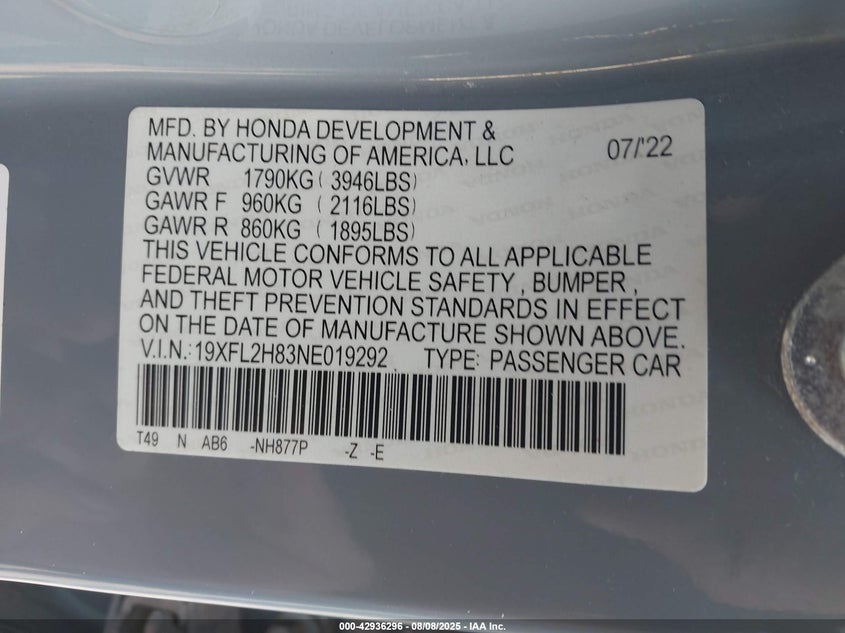 MFD. BY HONDA DEVELOPMENT &
MANUFACTURING OF AMERICA, LLC 07/'22
GVWR 1790KG ( 3946LBS)
GAWR F 960KG ( 2116LBS)
GAWR R 860KG ( 1895LBS)
THIS VEHICLE CONFORMS TO ALL APPLICABLE
FEDERAL MOTOR VEHICLE SAFETY , BUMPER ,
AND THEFT PREVENTION STANDARDS IN EFFECT
ON THE DATE OF MANUFACTURE SHOWN ABOVE.
V.I.N.:19XFL2H83NE019292 TYPE: PASSENGER CAR
T49 N AB6 -NH877P -Z -E
000-42936296 - 08/08/2025 - IAA Inc.